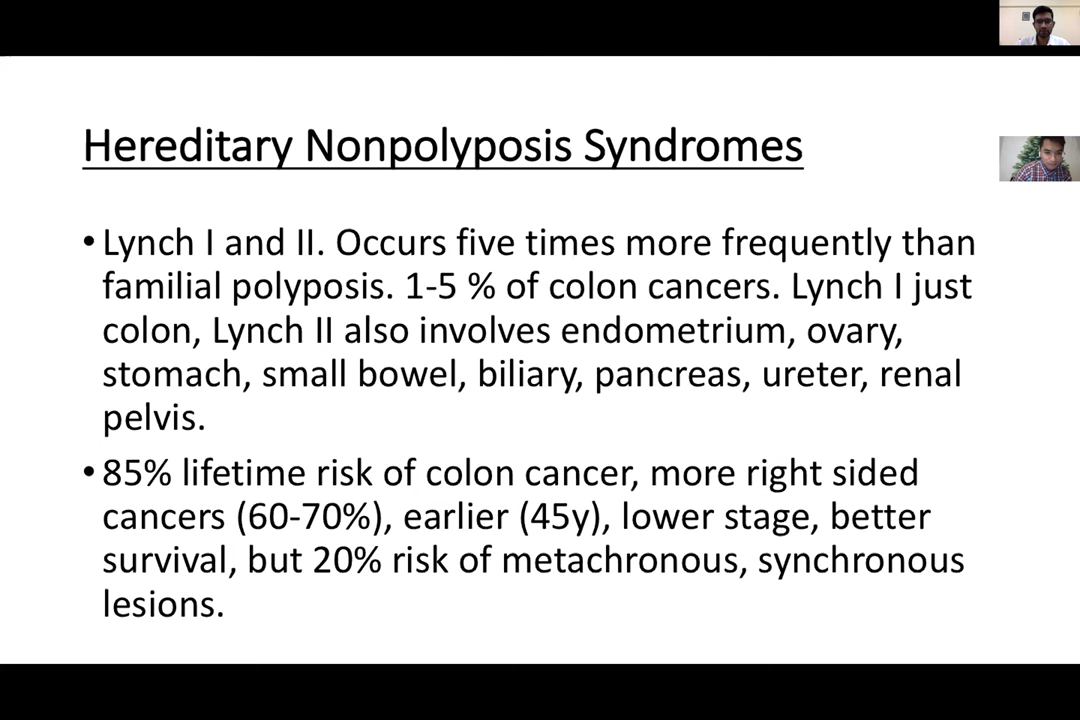 Hereditary Nonpolyposis Syndromes
• Lynch I and II. Occurs five times more frequently than
familial polyposis. 1-5 % of colon cancers. Lynch I just
colon, Lynch II also involves endometrium, ovary,
stomach, small bowel, biliary, pancreas, ureter, renal
pelvis.
• 85% lifetime risk of colon cancer, more right sided
cancers (60-70%), earlier (45y), lower stage, better
survival, but 20% risk of metachronous, synchronous
lesions.